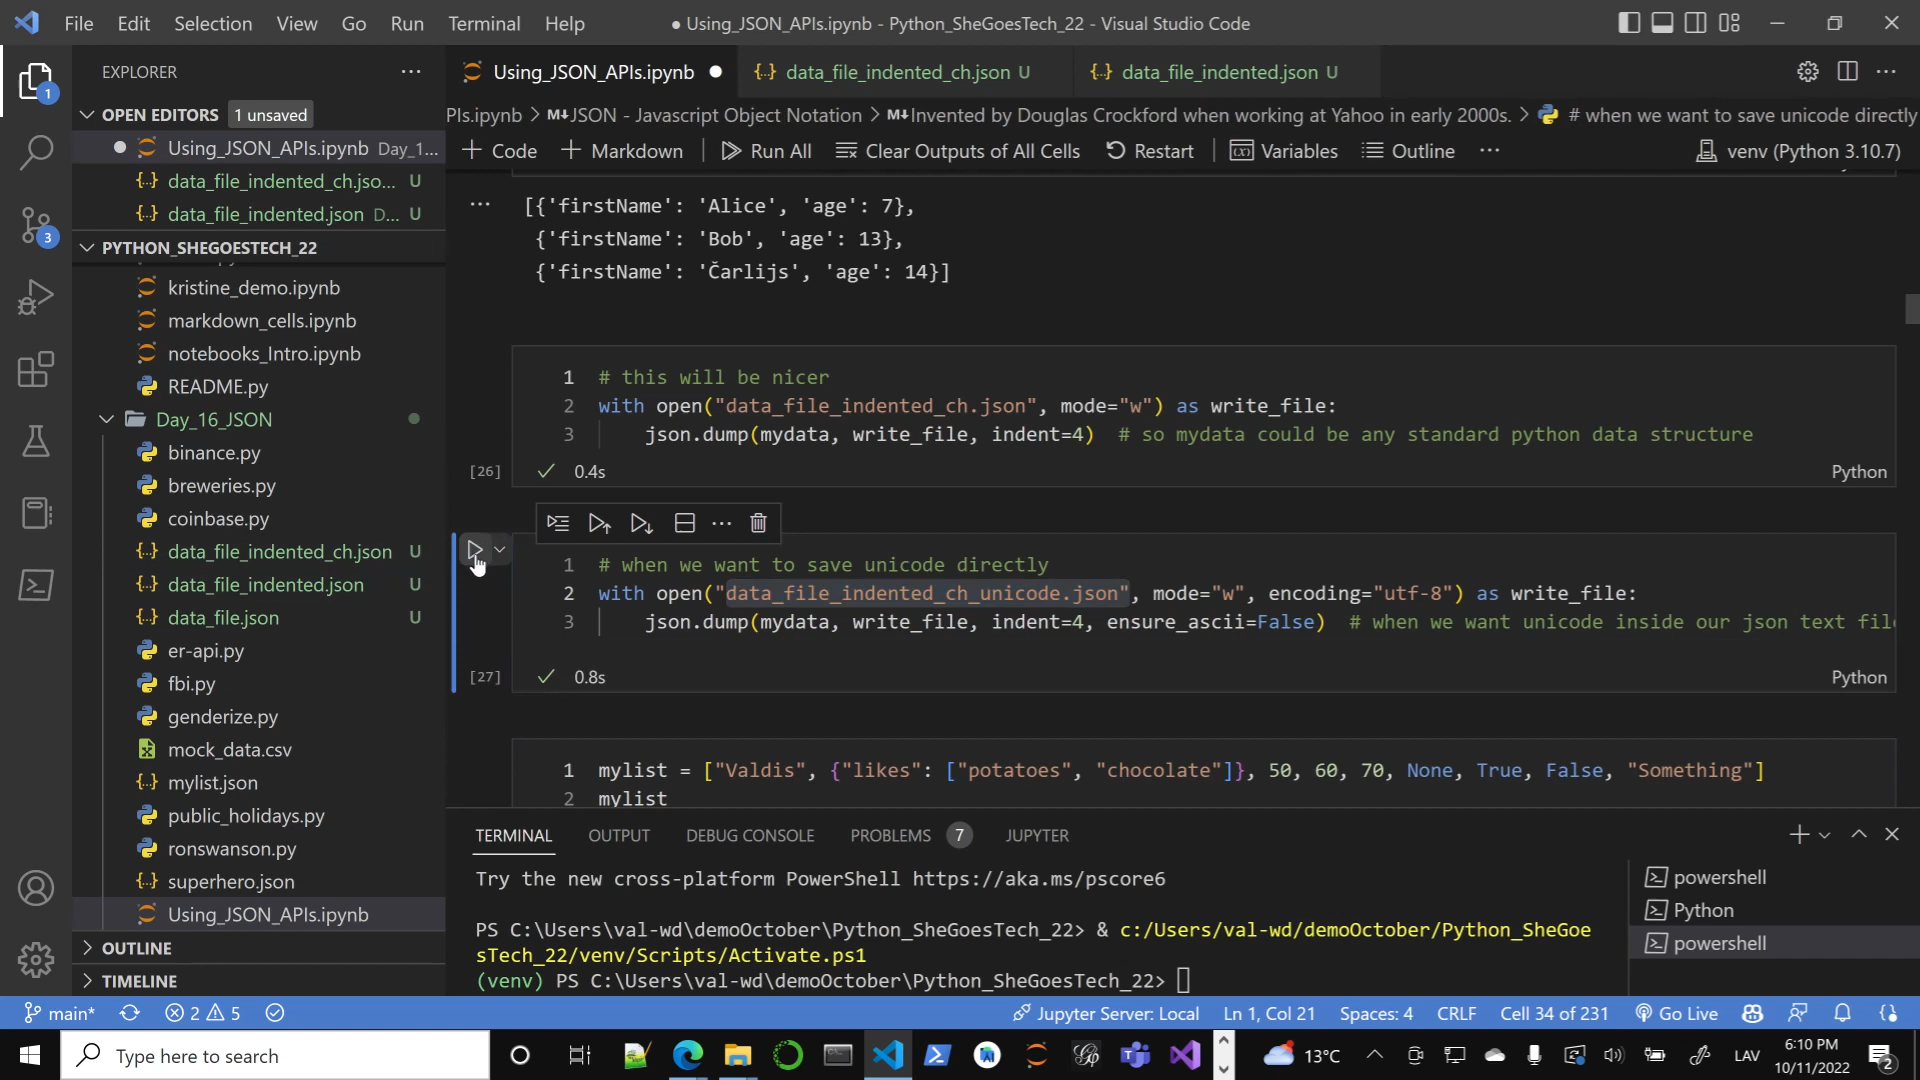 File Edit Selection View Go Run Terminal Help ● Using_JSON_APIs.ipynb - Python_SheGoesTech_22 - Visual Studio Code
EXPLORER
Using_JSON_APIs.ipynb ● {..} data_file_indented_ch.json U {..} data_file_indented.json U
OPEN EDITORS 1 unsaved
PIs.ipynb > M↓JSON - Javascript Object Notation > M↓Invented by Douglas Crockford when working at Yahoo in early 2000s. > # when we want to save unicode directly
● Using_JSON_APIs.ipynb Day_1...
{..} data_file_indented_ch.jso... U
{..} data_file_indented.json D... U
+ Code + Markdown Run All Clear Outputs of All Cells Restart Variables Outline ... venv (Python 3.10.7)
PYTHON_SHEGOESTECH_22
kristine_demo.ipynb
markdown_cells.ipynb
notebooks_Intro.ipynb
README.py
Day_16_JSON
binance.py
breweries.py
coinbase.py
{..} data_file_indented_ch.json U
{..} data_file_indented.json U
{..} data_file.json U
er-api.py
fbi.py
genderize.py
mock_data.csv
{..} mylist.json
public_holidays.py
ronswanson.py
{..} superhero.json
Using_JSON_APIs.ipynb
OUTLINE
TIMELINE
1
3
... [{'firstName': 'Alice', 'age': 7},
{'firstName': 'Bob', 'age': 13},
{'firstName': 'Čarlijs', 'age': 14}]
1 # this will be nicer
2 with open("data_file_indented_ch.json", mode="w") as write_file:
3 json.dump(mydata, write_file, indent=4) # so mydata could be any standard python data structure
[26] ✓ 0.4s Python
1 # when we want to save unicode directly
2 with open("data_file_indented_ch_unicode.json", mode="w", encoding="utf-8") as write_file:
3 json.dump(mydata, write_file, indent=4, ensure_ascii=False) # when we want unicode inside our json text fil
[27] ✓ 0.8s Python
1 mylist = ["Valdis", {"likes": ["potatoes", "chocolate"]}, 50, 60, 70, None, True, False, "Something"]
2 mylist
TERMINAL OUTPUT DEBUG CONSOLE PROBLEMS 7 JUPYTER
Try the new cross-platform PowerShell https://aka.ms/pscore6
PS C:\Users\val-wd\demoOctober\Python_SheGoesTech_22> & c:/Users/val-wd/demoOctober/Python_SheGoe
sTech_22/venv/Scripts/Activate.ps1
(venv) PS C:\Users\val-wd\demoOctober\Python_SheGoesTech_22>
powershell
Python
powershell
main* 2 5 Jupyter Server: Local Ln 1, Col 21 Spaces: 4 CRLF Cell 34 of 231 Go Live
Type here to search 13°C LAV 6:10 PM
10/11/2022 2